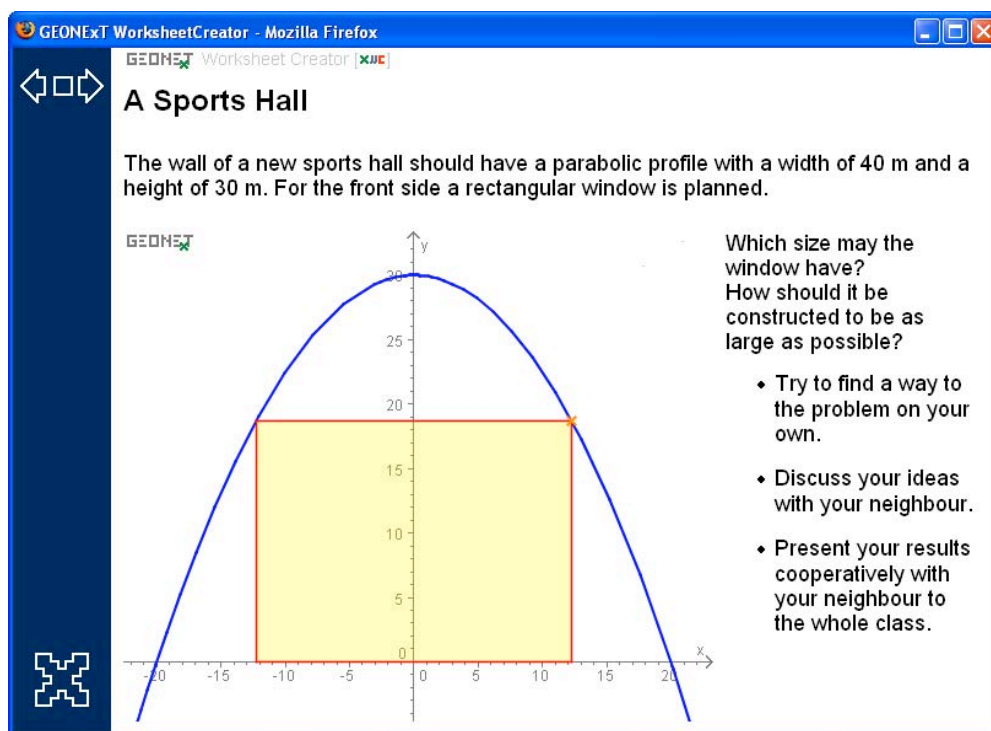 GEONExT WorksheetCreator - Mozilla Firefox
GEONExT Worksheet Creator [XWC]
A Sports Hall
The wall of a new sports hall should have a parabolic profile with a width of 40 m and a
height of 30 m. For the front side a rectangular window is planned.
GEONExT
y
30
25
20
15
10
5
0
x
-20 -15 -10 -5 0 5 10 15 20
Which size may the
window have?
How should it be
constructed to be as
large as possible?
• Try to find a way to
the problem on your
own.
• Discuss your ideas
with your neighbour.
• Present your results
cooperatively with
your neighbour to
the whole class.